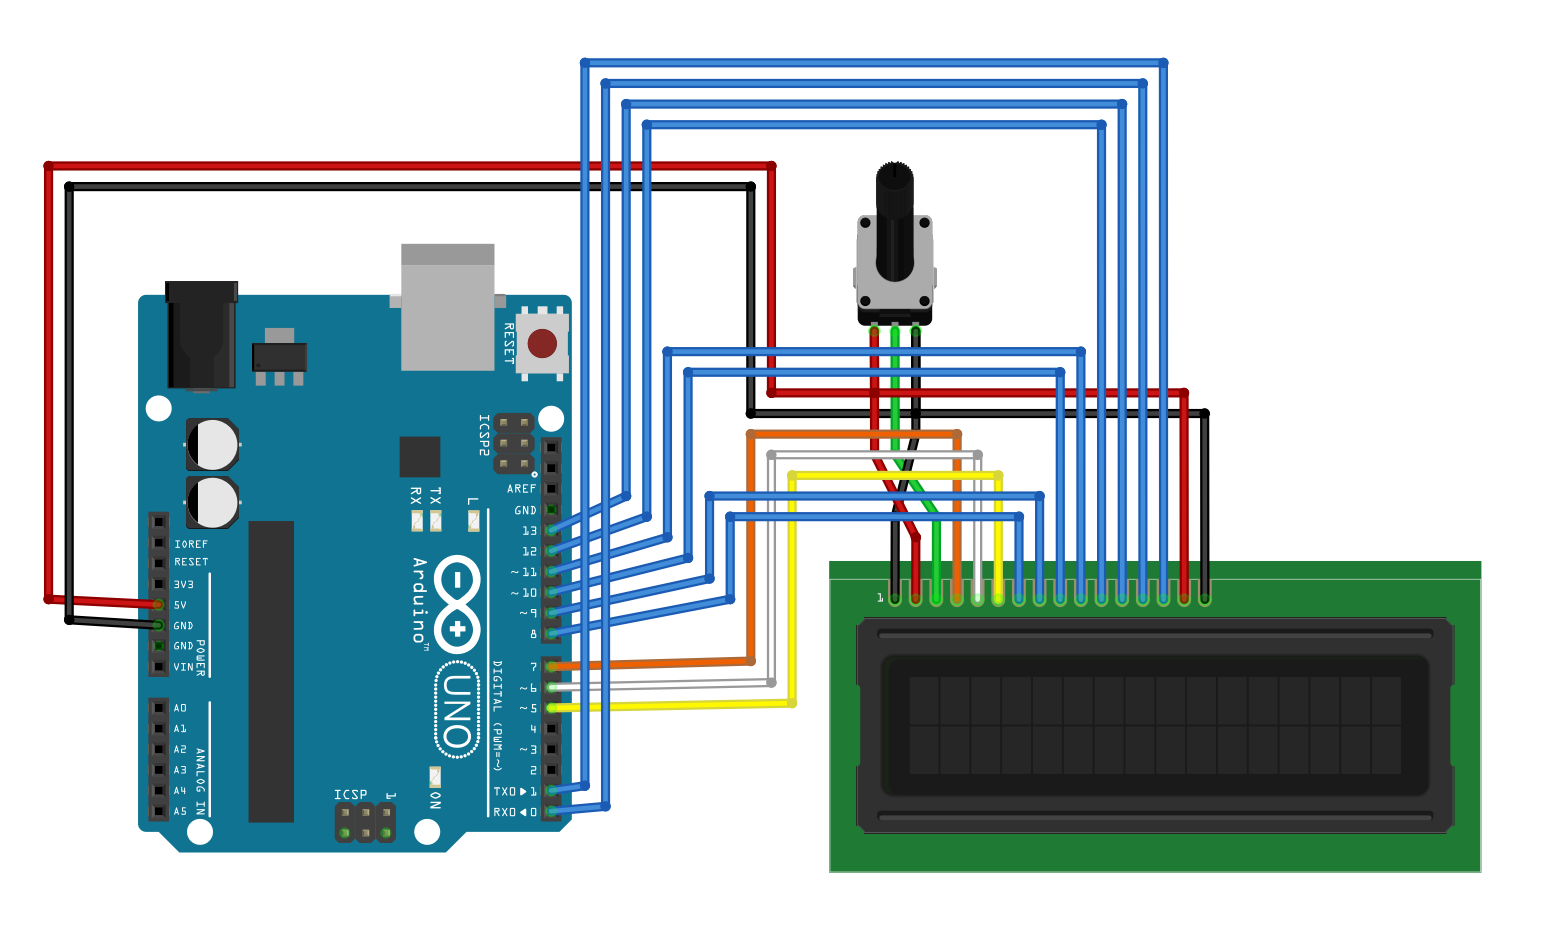 RESET
ICSP2
AREF
GND
RX
TX
L
13
12
~11
~10
~9
8
IOREF
RESET
3V3
5V
GND
GND
VIN
POWER
Arduino™
UNO
DIGITAL (PWM=~)
7
~6
~5
4
~3
2
TX0▶1
RX0◀0
A0
A1
A2
A3
A4
A5
ANALOG IN
ICSP
1
ON
1